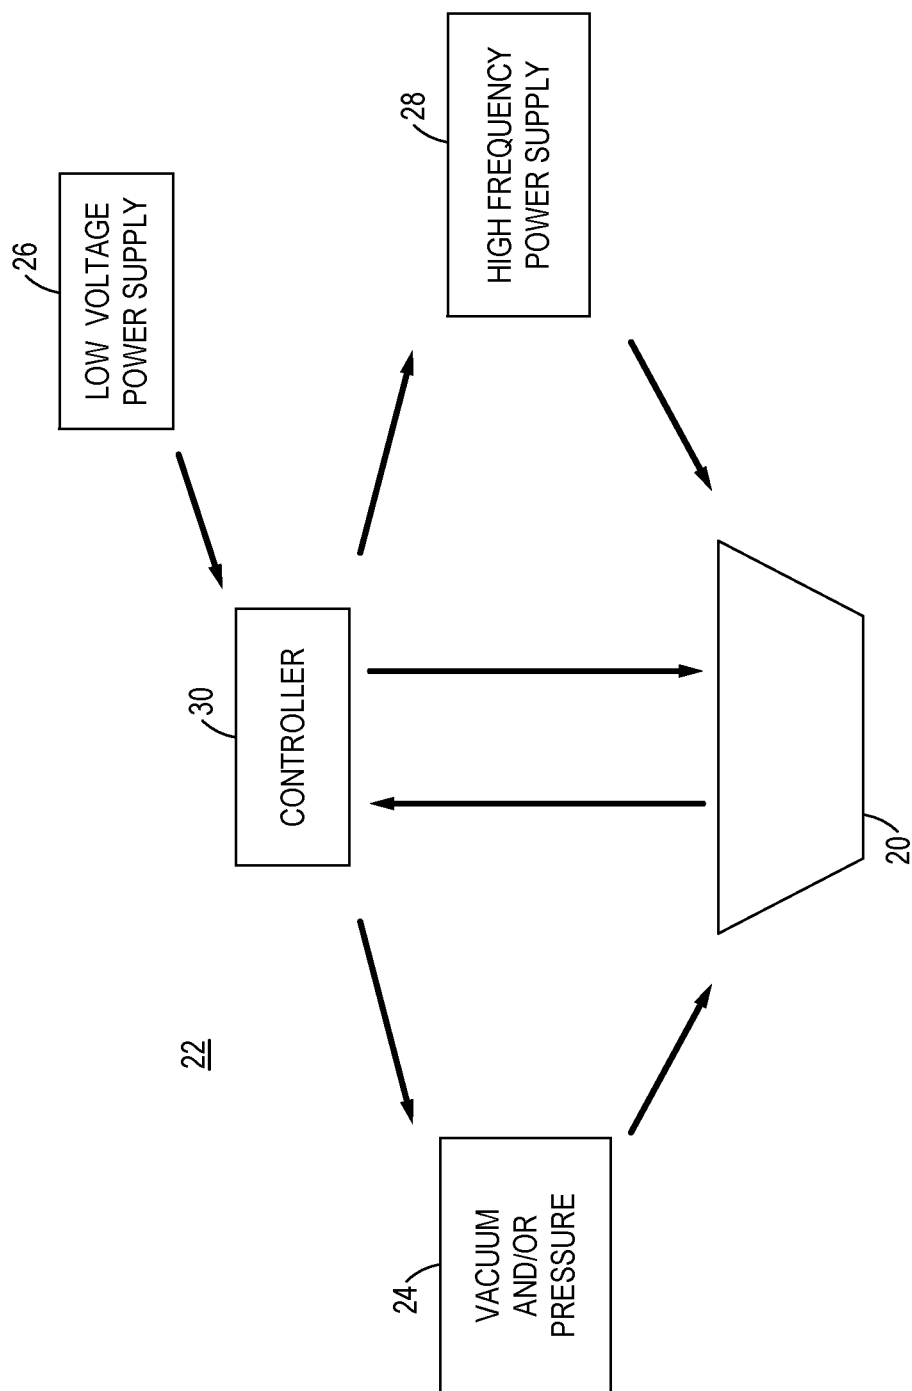 22
26
LOW VOLTAGE
POWER SUPPLY
30
CONTROLLER
24
VACUUM
AND/OR
PRESSURE
28
HIGH FREQUENCY
POWER SUPPLY
20